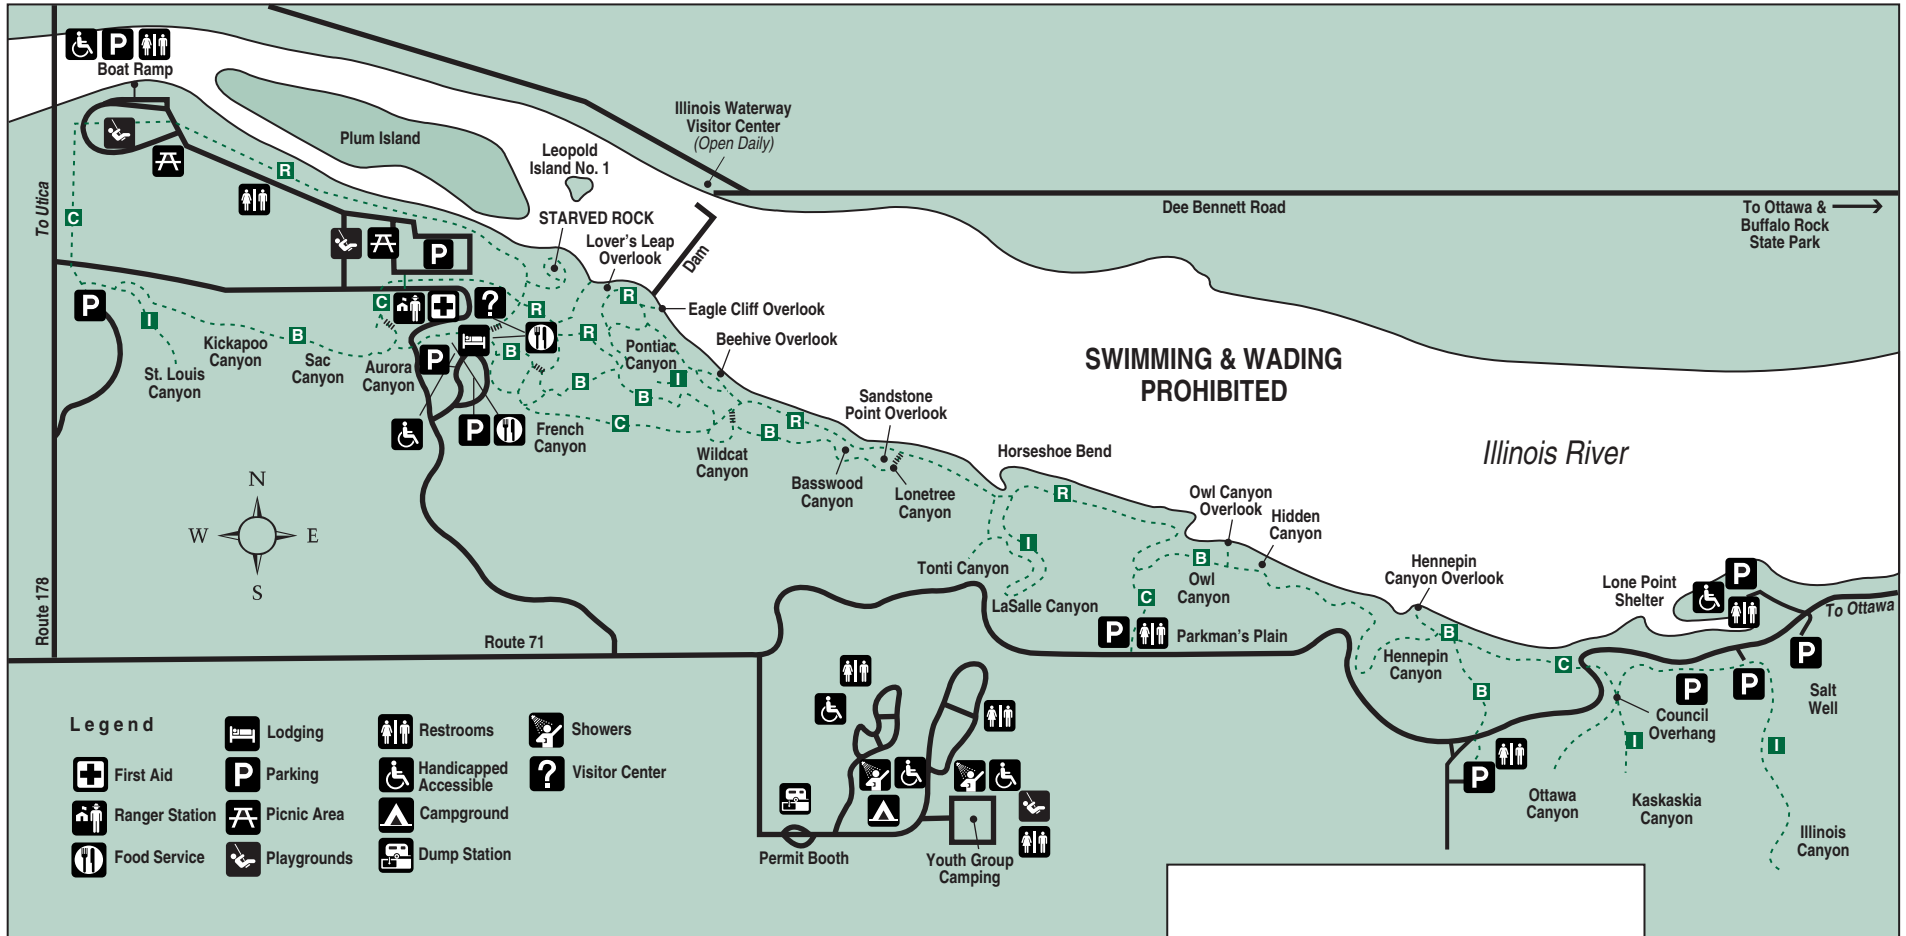 P
Boat Ramp
Plum Island
Leopold
Island No. 1
Illinois Waterway
Visitor Center
(Open Daily)
STARVED ROCK
Lover's Leap
Overlook
Dam
Dee Bennett Road
To Ottawa &
Buffalo Rock
State Park
To Utica
C
R
P
P
C
?
R
R
R
Eagle Cliff Overlook
Beehive Overlook
I
B
Kickapoo
Canyon
Sac
Canyon
St. Louis
Canyon
Aurora
Canyon
P
B
B
Pontiac
Canyon
I
B
C
P
French
Canyon
B
R
Wildcat
Canyon
Sandstone
Point Overlook
Basswood
Canyon
Lonetree
Canyon
SWIMMING & WADING
PROHIBITED
Illinois River
Horseshoe Bend
R
I
Tonti Canyon
LaSalle Canyon
Owl Canyon
Overlook
Hidden
Canyon
B
Owl
Canyon
C
P
Parkman's Plain
Hennepin
Canyon Overlook
B
Hennepin
Canyon
B
C
Lone Point
Shelter
P
To Ottawa
P
P
P
Salt
Well
Council
Overhang
I
I
P
Ottawa
Canyon
Kaskaskia
Canyon
Illinois
Canyon
N
W
E
S
Route 178
Route 71
Permit Booth
Youth Group
Camping
Legend
First Aid
Ranger Station
Food Service
Lodging
P
Parking
Picnic Area
Playgrounds
Restrooms
Handicapped
Accessible
Campground
Dump Station
Showers
?
Visitor Center